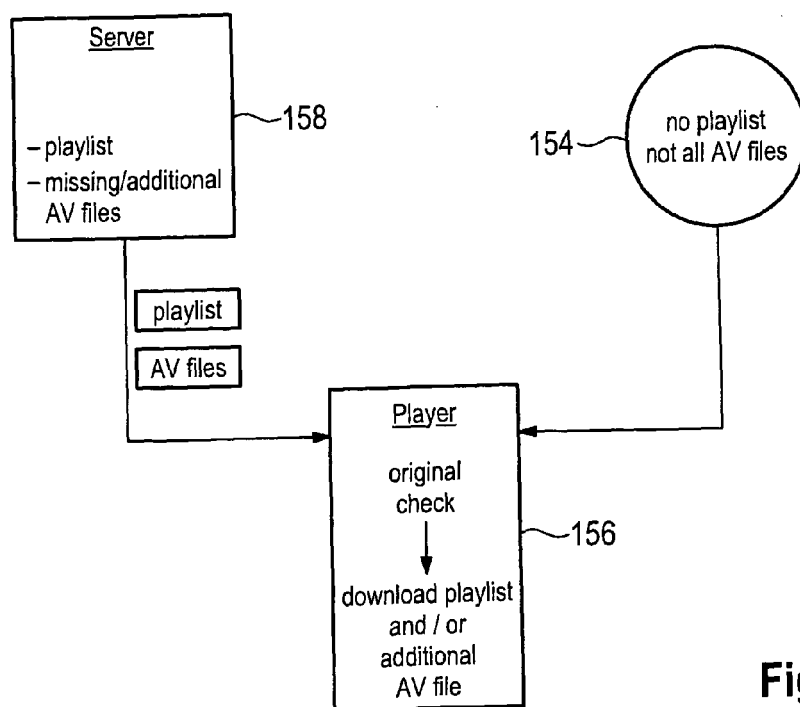 Server
– playlist
– missing/additional
AV files
158
154
no playlist
not all AV files
playlist
AV files
Player
original
check
156
download playlist
and / or
additional
AV file
Fig